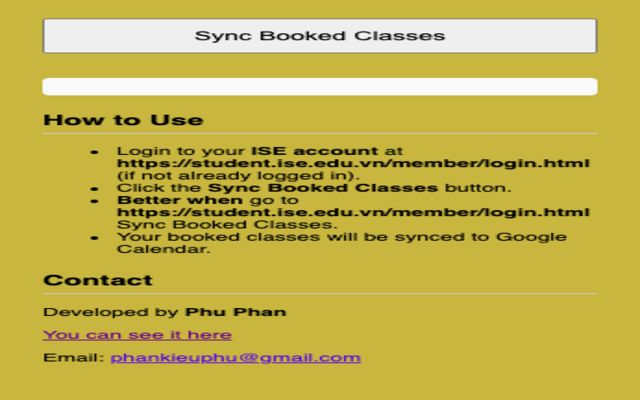 Sync Booked Classes
How to Use
• Login to your ISE account at
https://student.ise.edu.vn/member/login.html
(if not already logged in).
• Click the Sync Booked Classes button.
• Better when go to
https://student.ise.edu.vn/member/login.html
Sync Booked Classes.
• Your booked classes will be synced to Google
Calendar.
Contact
Developed by Phu Phan
You can see it here
Email: phankieuphu@gmail.com